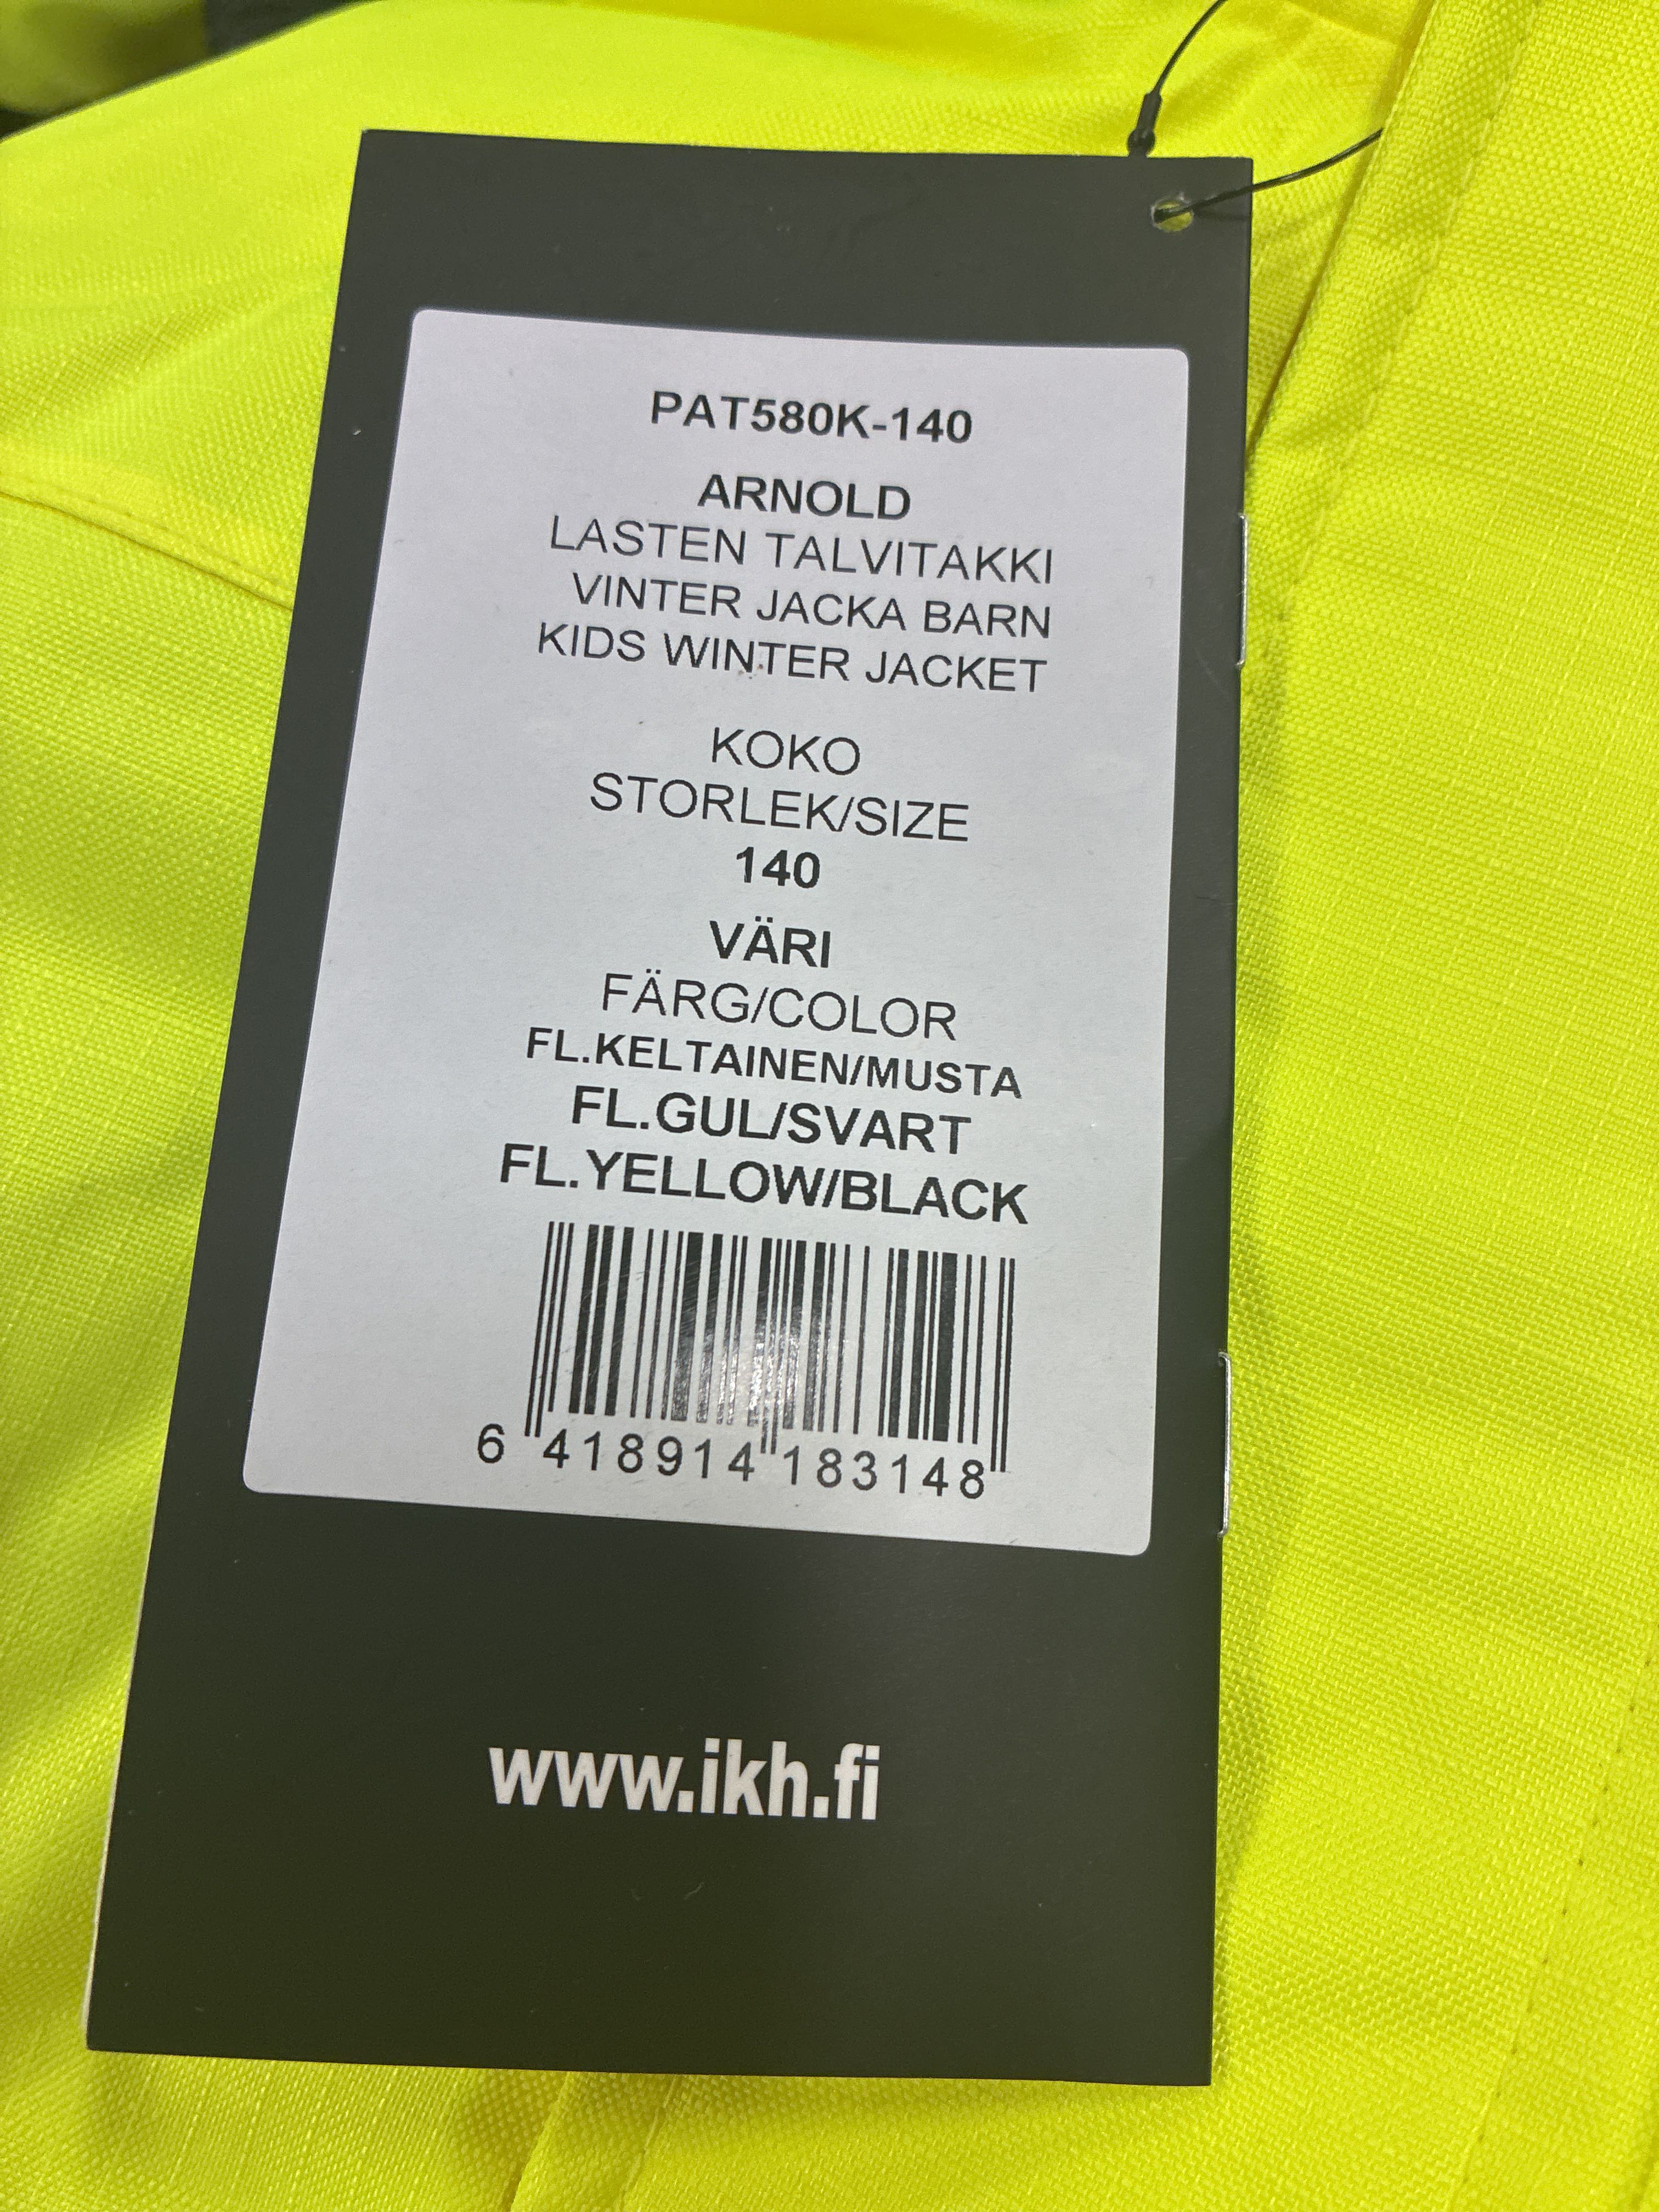 PAT580K-140
ARNOLD
LASTEN TALVITAKKI
VINTER JACKA BARN
KIDS WINTER JACKET
KOKO
STORLEK/SIZE
140
VÄRI
FÄRG/COLOR
FL.KELTAINEN/MUSTA
FL.GUL/SVART
FL.YELLOW/BLACK
6 418914 183148
www.ikh.fi